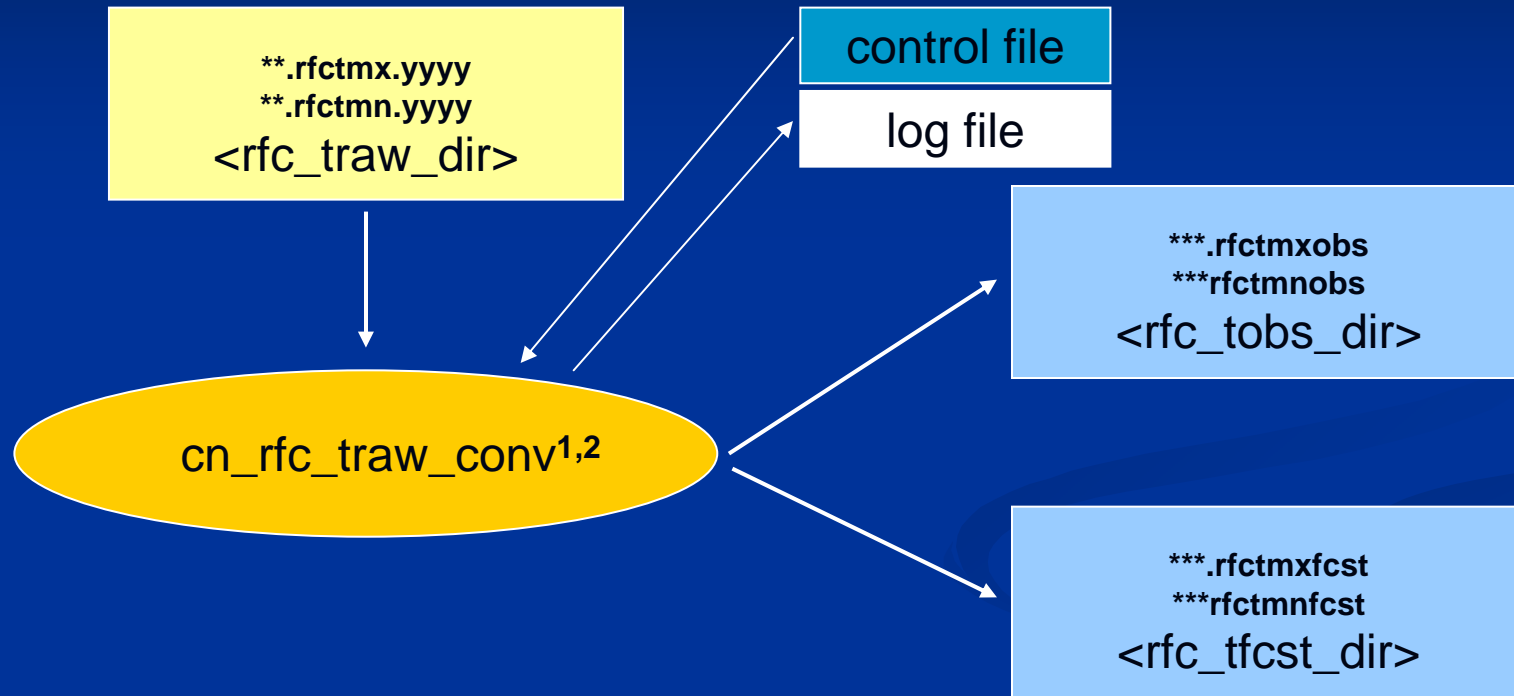 **.rfctmx.yyyy
**.rfctmn.yyyy
<rfc_traw_dir>
control file
log file
***.rfctmxobs
***rfctmnobs
<rfc_tobs_dir>
cn_rfc_traw_conv1,2
***.rfctmxfcst
***rfctmnfcst
<rfc_tfcst_dir>